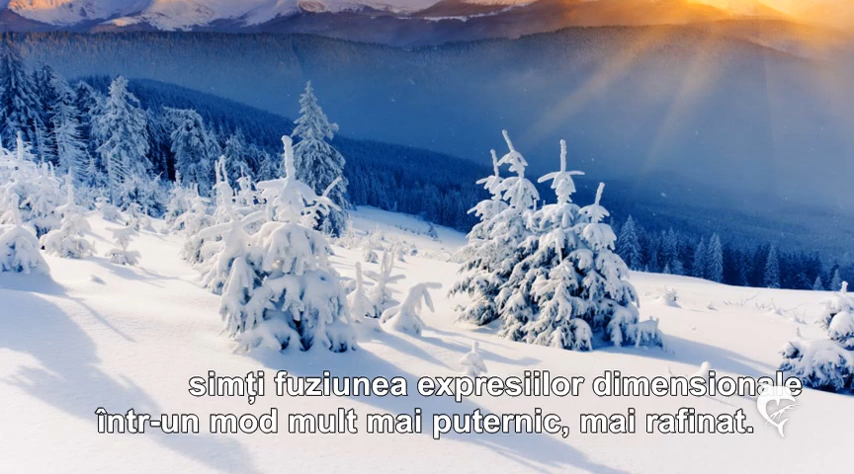 simți fuziunea expresiilor dimensionale
într-un mod mult mai puternic, mai rafinat.